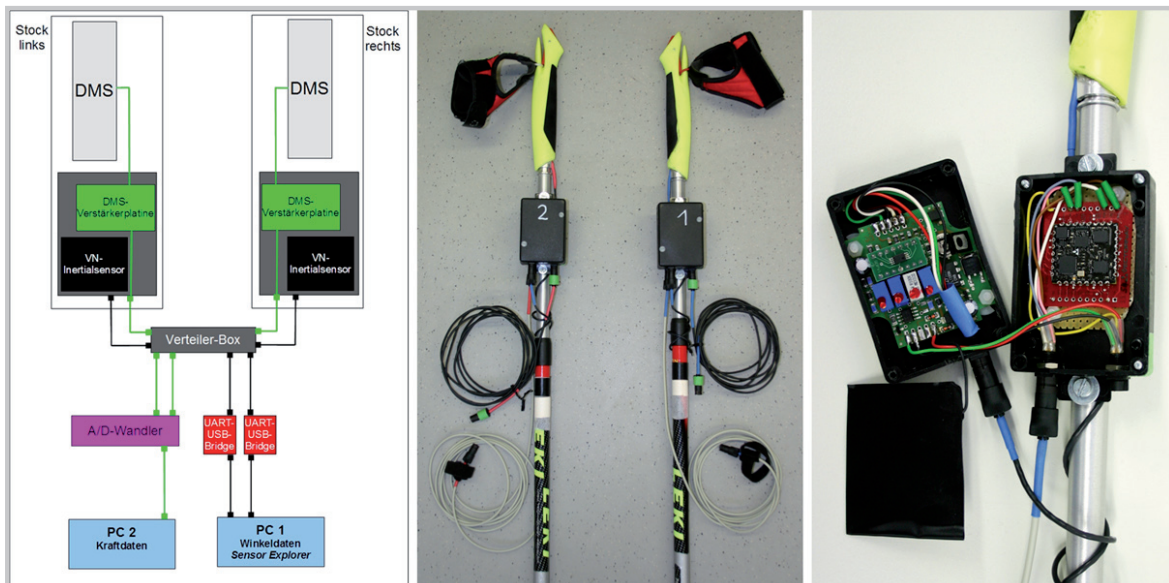 Stock
links
Stock
rechts
DMS
DMS
DMS-
Verstärkerplatine
DMS-
Verstärkerplatine
VN-
Inertialsensor
VN-
Inertialsensor
Verteiler-Box
A/D-Wandler
UART-
USB-
Bridge
UART-
USB-
Bridge
PC 2
Kraftdaten
PC 1
Winkeldaten
Sensor Explorer
2
1
EKI LEKI
LEKI